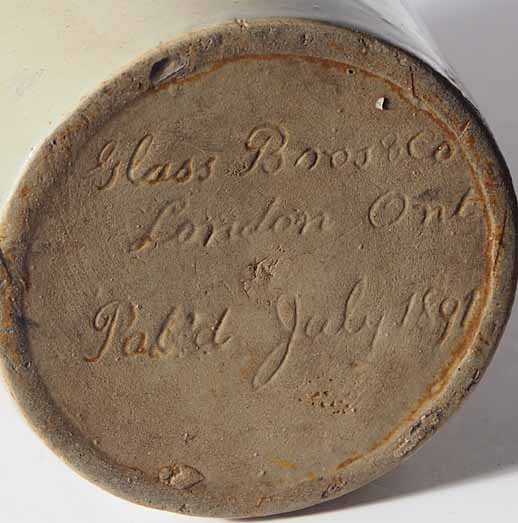 Glass Bros & Co
London Ont
Pat'd July 1891